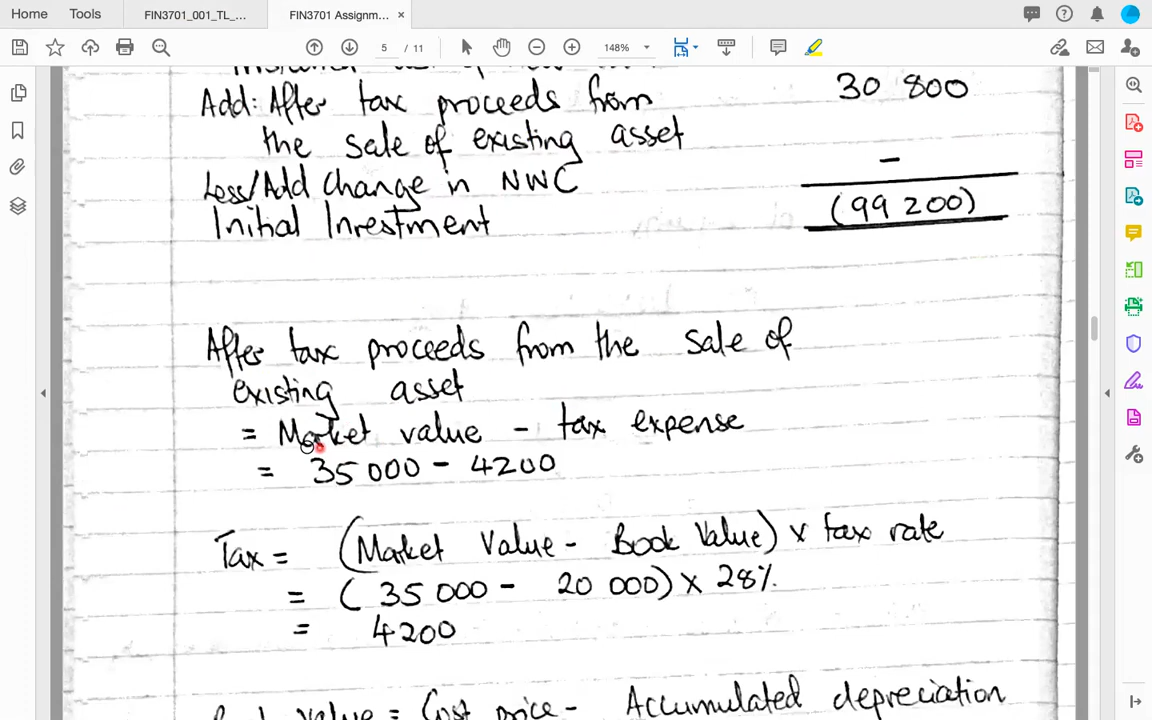 Home Tools FIN3701_001_TL_... FIN3701 Assignm... ×
5 / 11 148%
Add: After tax proceeds from 30 800
the sale of existing asset
Less/Add Change in NWC –
Initial Investment (99 200)
After tax proceeds from the sale of
existing asset
= Market value - tax expense
= 35 000 - 4200
Tax = (Market Value - Book Value) x tax rate
= ( 35 000 - 20 000) x 28%
= 4200
value = Cost price - Accumulated depreciation